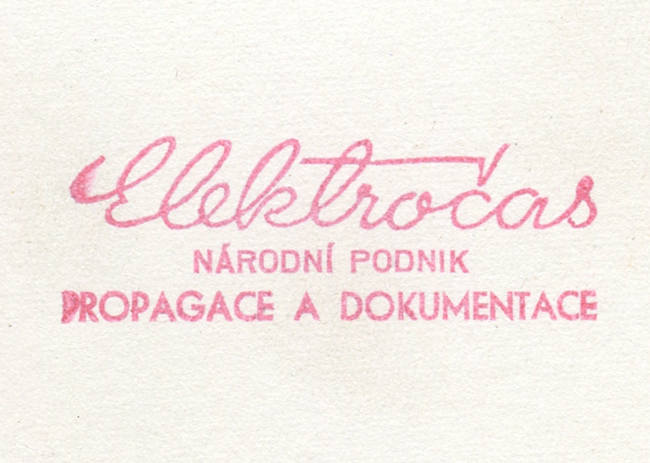 Elektročas
NÁRODNÍ PODNIK
PROPAGACE A DOKUMENTACE